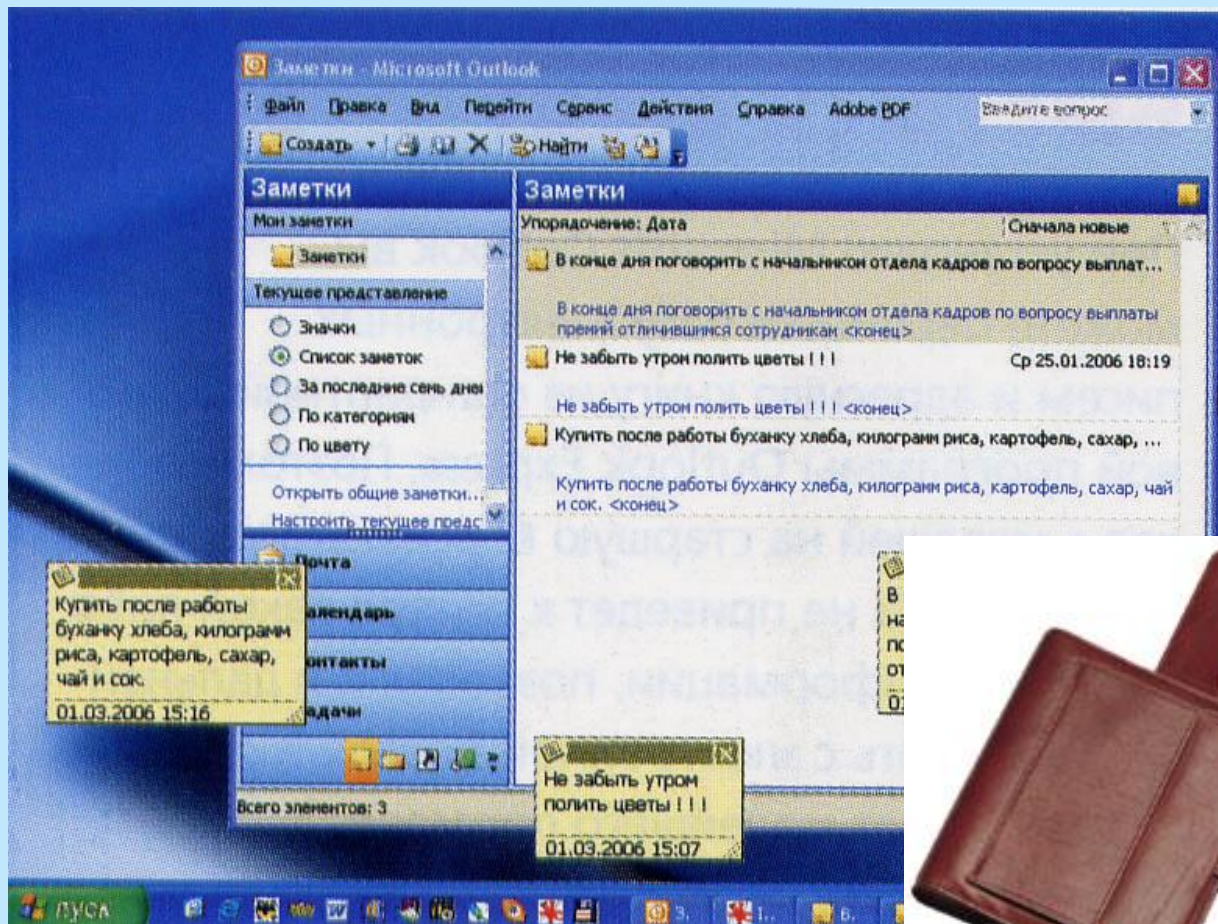 Заметки - Microsoft Outlook
Файл Правка Вид Перейти Сервис Действия Справка Adobe PDF Введите вопрос
Создать Найти
Заметки
Мои заметки
Заметки
Текущее представление
Значки
Список заметок
За последние семь дней
По категориям
По цвету
Открыть общие заметки...
Настроить текущее предс
Почта
алендарь
онтакты
адачи
Всего элементов: 3
Заметки
Упорядочение: Дата Сначала новые
В конце дня поговорить с начальником отдела кадров по вопросу выплат...
В конце дня поговорить с начальником отдела кадров по вопросу выплаты
премий отличившимся сотрудникам <конец>
Не забыть утром полить цветы ! ! ! Ср 25.01.2006 18:19
Не забыть утром полить цветы ! ! ! <конец>
Купить после работы буханку хлеба, килограмм риса, картофель, сахар, ...
Купить после работы буханку хлеба, килограмм риса, картофель, сахар, чай
и сок. <конец>
Купить после работы
буханку хлеба, килограмм
риса, картофель, сахар,
чай и сок.
01.03.2006 15:16
Не забыть утром
полить цветы ! ! !
01.03.2006 15:07
В
на
по
от
пуск